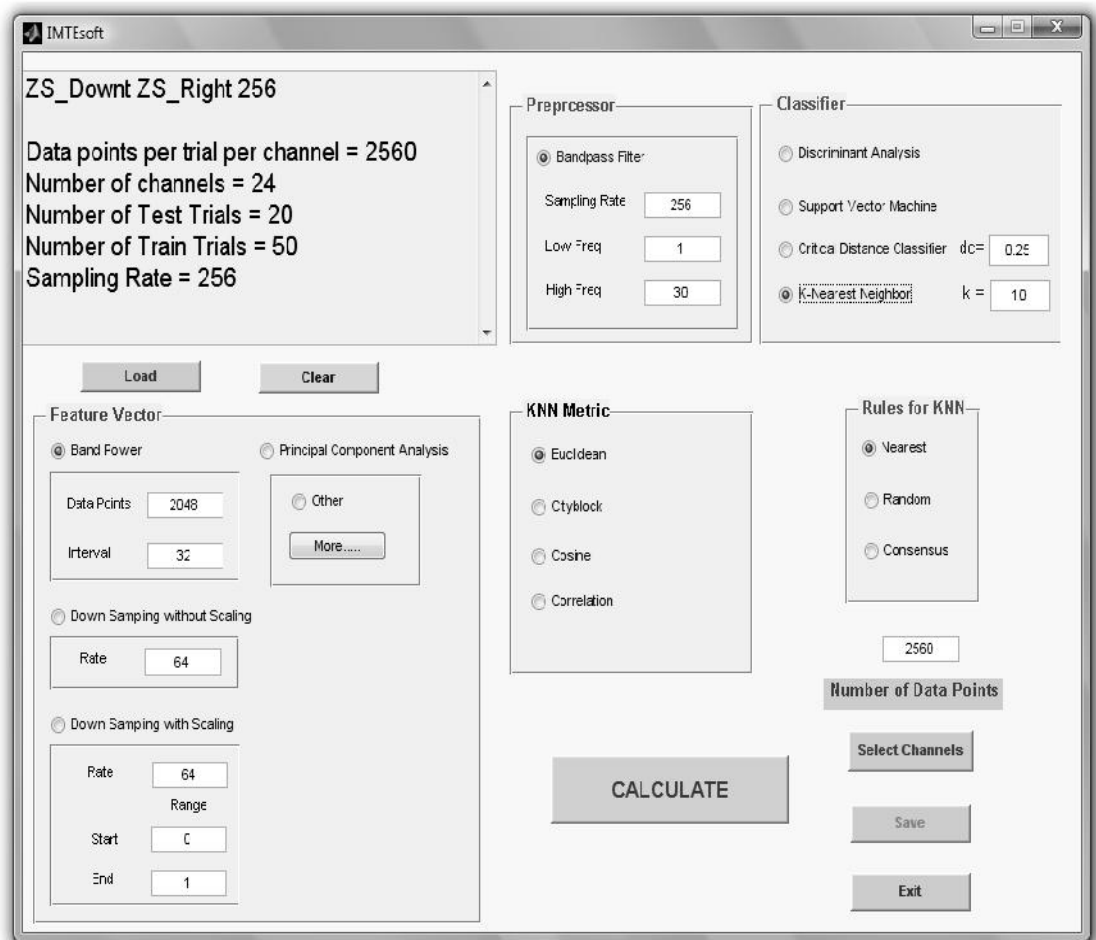 IMTEsoft
ZS_Downt ZS_Right 256
Data points per trial per channel = 2560
Number of channels = 24
Number of Test Trials = 20
Number of Train Trials = 50
Sampling Rate = 256
Load
Clear
Preprcessor
Bandpass Filter
Sampling Rate 256
Low Freq 1
High Freq 30
Classifier
Discriminant Analysis
Support Vector Machine
Critical Distance Classifier dc= 0.25
K-Nearest Neighbor k = 10
Feature Vector
Band Power
Data Points 2048
Interval 32
Principal Component Analysis
Other
More.....
Down Samping without Scaling
Rate 64
Down Samping with Scaling
Rate 64
Range
Start 0
End 1
KNN Metric
Euclidean
Cityblock
Cosine
Correlation
Rules for KNN
Nearest
Random
Consensus
2560
Number of Data Points
Select Channels
CALCULATE
Save
Exit